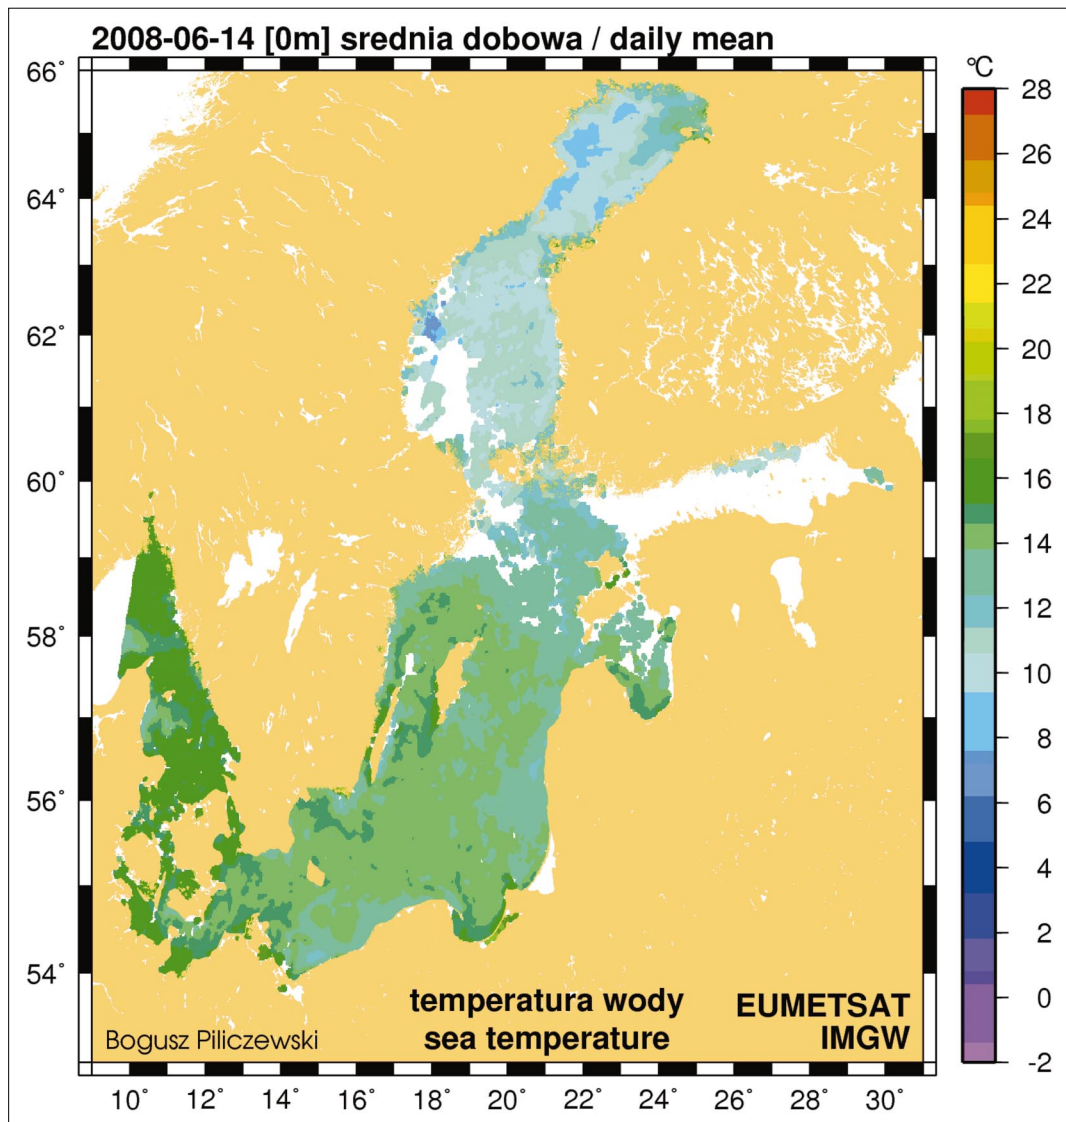 2008-06-14 [0m] srednia dobowa / daily mean
°C
66°
64°
62°
60°
58°
56°
54°
28
26
24
22
20
18
16
14
12
10
8
6
4
2
0
-2
temperatura wody
sea temperature
EUMETSAT
IMGW
Bogusz Piliczewski
10° 12° 14° 16° 18° 20° 22° 24° 26° 28° 30°